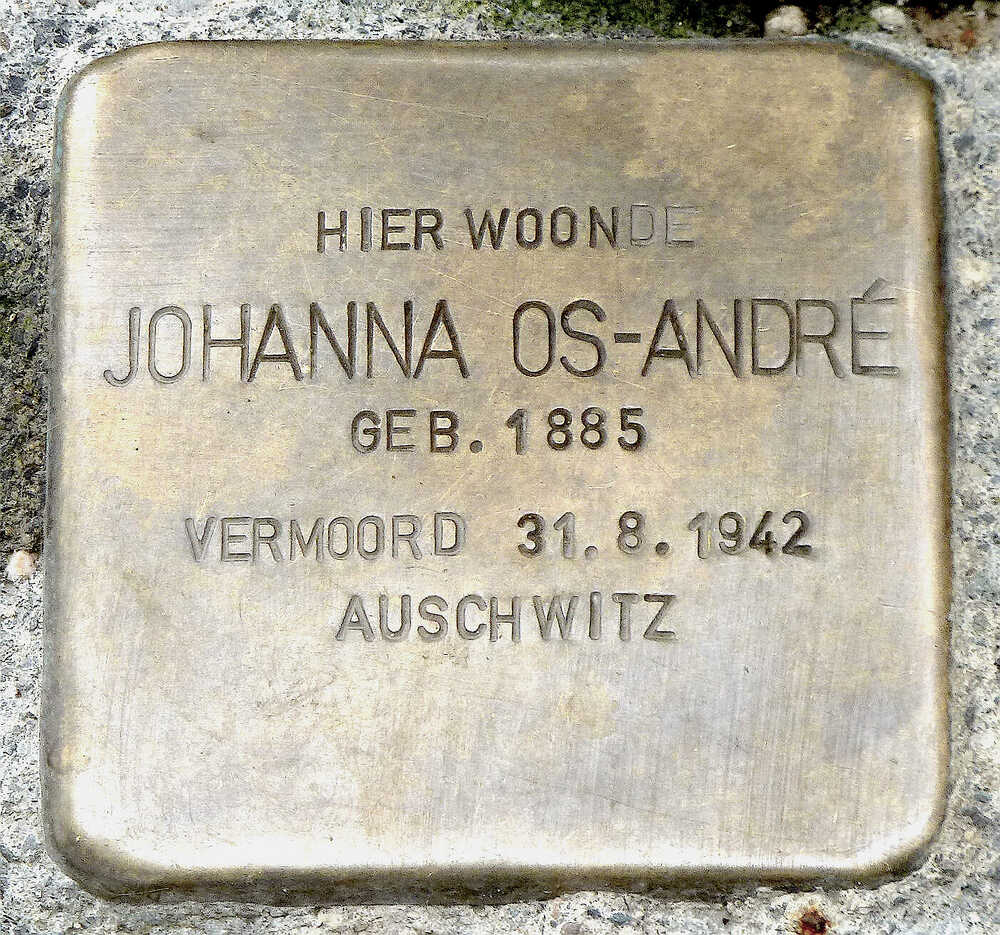 HIER WOONDE
JOHANNA OS-ANDRÉ
GEB. 1885
VERMOORD 31.8.1942
AUSCHWITZ